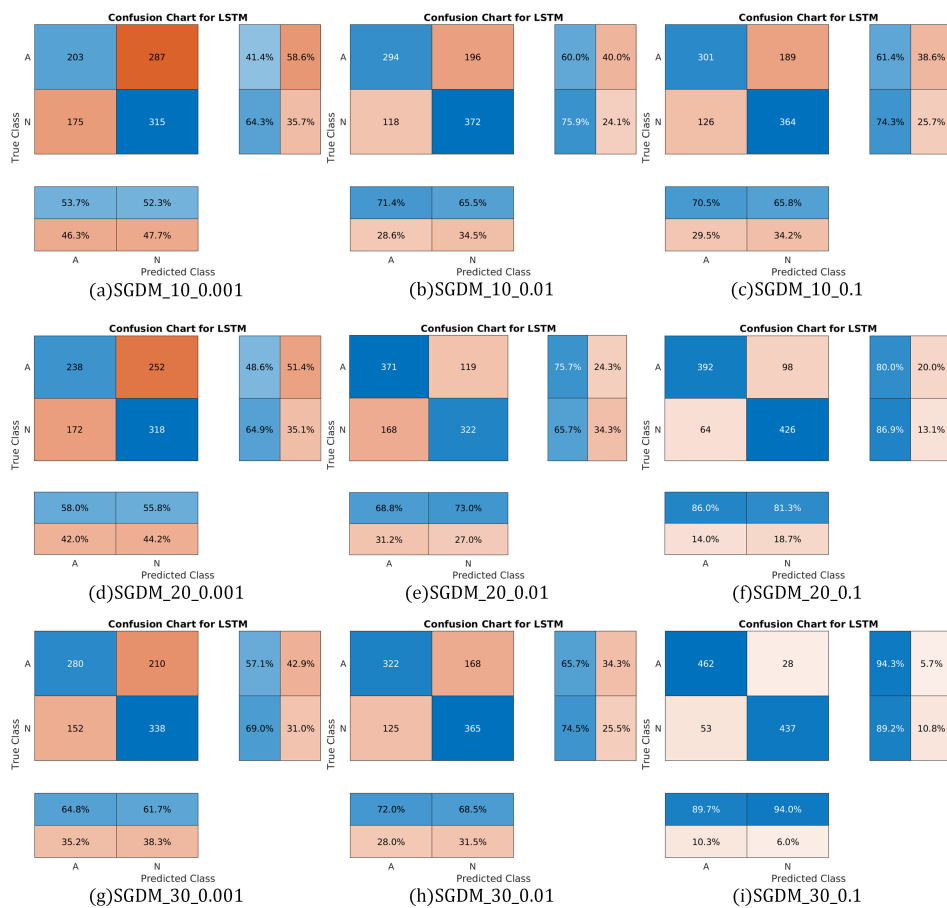 Confusion Chart for LSTM
A 203 287 41.4% 58.6%
N 175 315 64.3% 35.7%
True Class
53.7% 52.3%
46.3% 47.7%
A N
Predicted Class
(a)SGDM_10_0.001
Confusion Chart for LSTM
A 294 196 60.0% 40.0%
N 118 372 75.9% 24.1%
True Class
71.4% 65.5%
28.6% 34.5%
A N
Predicted Class
(b)SGDM_10_0.01
Confusion Chart for LSTM
A 301 189 61.4% 38.6%
N 126 364 74.3% 25.7%
True Class
70.5% 65.8%
29.5% 34.2%
A N
Predicted Class
(c)SGDM_10_0.1
Confusion Chart for LSTM
A 238 252 48.6% 51.4%
N 172 318 64.9% 35.1%
True Class
58.0% 55.8%
42.0% 44.2%
A N
Predicted Class
(d)SGDM_20_0.001
Confusion Chart for LSTM
A 371 119 75.7% 24.3%
N 168 322 65.7% 34.3%
True Class
68.8% 73.0%
31.2% 27.0%
A N
Predicted Class
(e)SGDM_20_0.01
Confusion Chart for LSTM
A 392 98 80.0% 20.0%
N 64 426 86.9% 13.1%
True Class
86.0% 81.3%
14.0% 18.7%
A N
Predicted Class
(f)SGDM_20_0.1
Confusion Chart for LSTM
A 280 210 57.1% 42.9%
N 152 338 69.0% 31.0%
True Class
64.8% 61.7%
35.2% 38.3%
A N
Predicted Class
(g)SGDM_30_0.001
Confusion Chart for LSTM
A 322 168 65.7% 34.3%
N 125 365 74.5% 25.5%
True Class
72.0% 68.5%
28.0% 31.5%
A N
Predicted Class
(h)SGDM_30_0.01
Confusion Chart for LSTM
A 462 28 94.3% 5.7%
N 53 437 89.2% 10.8%
True Class
89.7% 94.0%
10.3% 6.0%
A N
Predicted Class
(i)SGDM_30_0.1